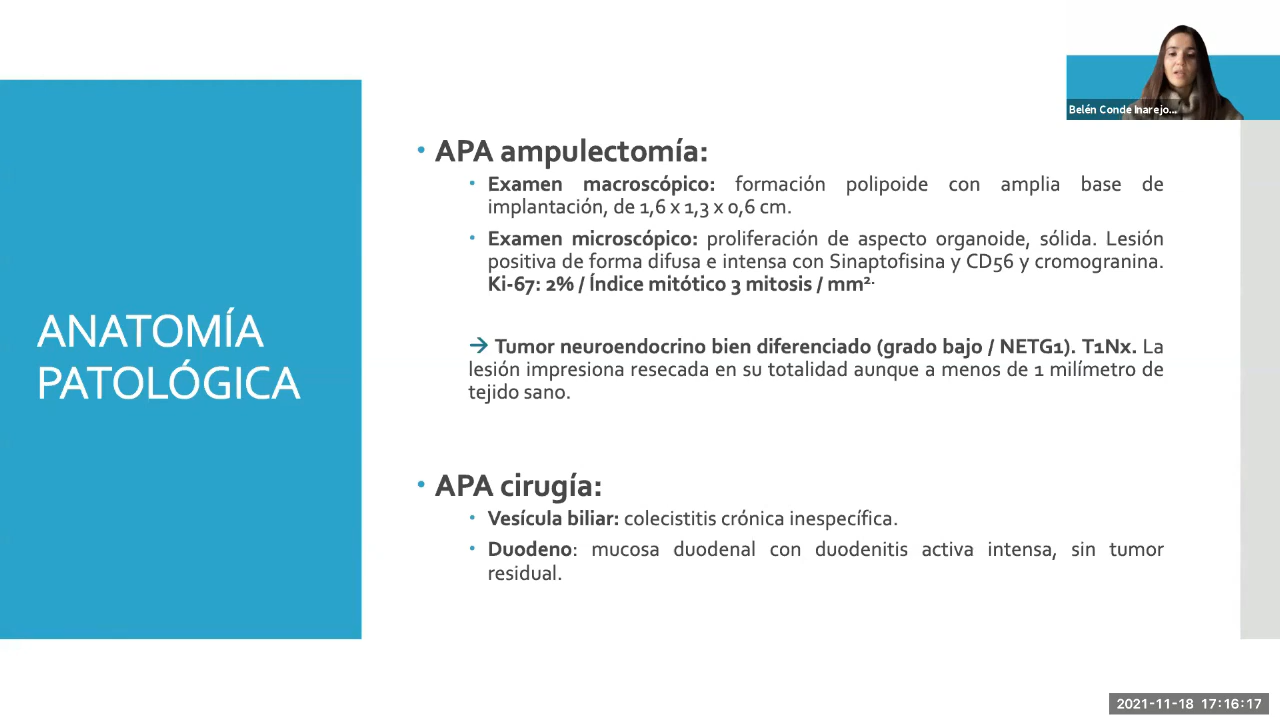 Belén Conde Inarejo...
ANATOMÍA
PATOLÓGICA
• APA ampulectomía:
• Examen macroscópico: formación polipoide con amplia base de
implantación, de 1,6 x 1,3 x 0,6 cm.
• Examen microscópico: proliferación de aspecto organoide, sólida. Lesión
positiva de forma difusa e intensa con Sinaptofisina y CD56 y cromogranina.
Ki-67: 2% / Índice mitótico 3 mitosis / mm².
→ Tumor neuroendocrino bien diferenciado (grado bajo / NETG1). T1Nx. La
lesión impresiona resecada en su totalidad aunque a menos de 1 milímetro de
tejido sano.
• APA cirugía:
• Vesícula biliar: colecistitis crónica inespecífica.
• Duodeno: mucosa duodenal con duodenitis activa intensa, sin tumor
residual.
2021-11-18 17:16:17